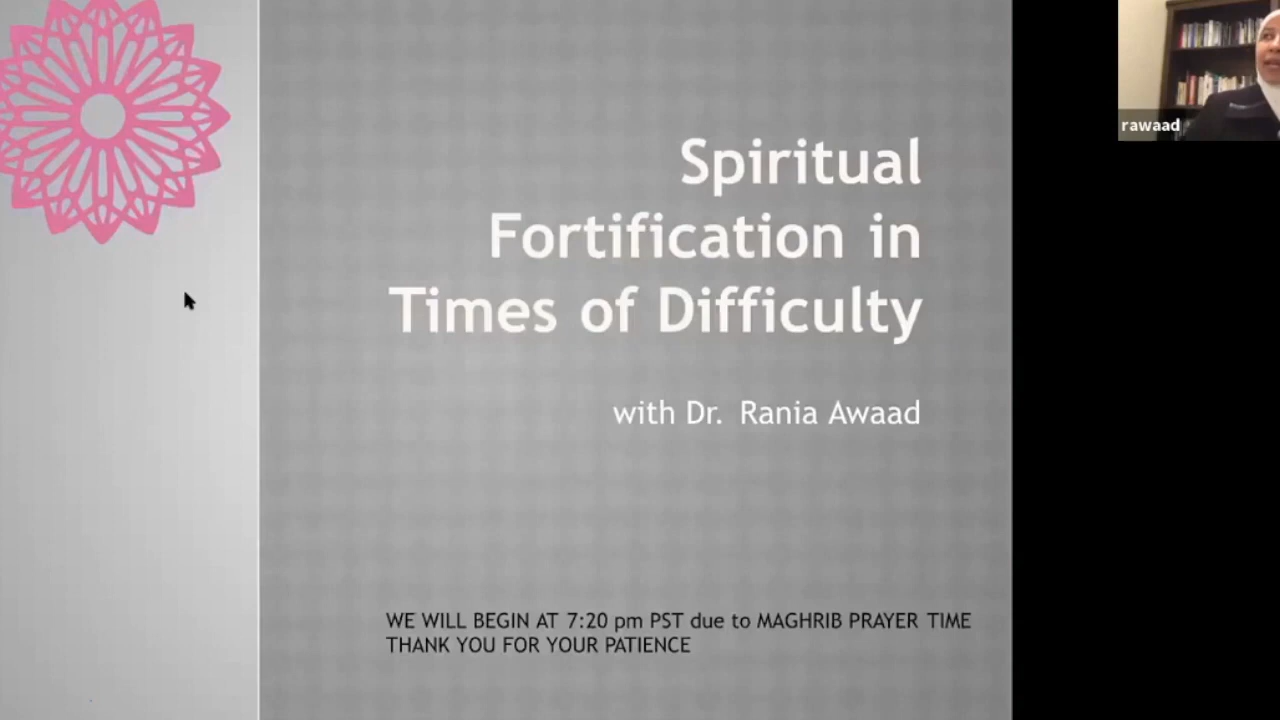 Spiritual
Fortification in
Times of Difficulty
with Dr. Rania Awaad
WE WILL BEGIN AT 7:20 pm PST due to MAGHRIB PRAYER TIME
THANK YOU FOR YOUR PATIENCE
rawaad